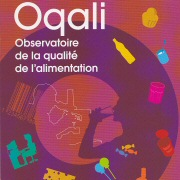 Oqali
Observatoire
de la qualité
de l'alimentation